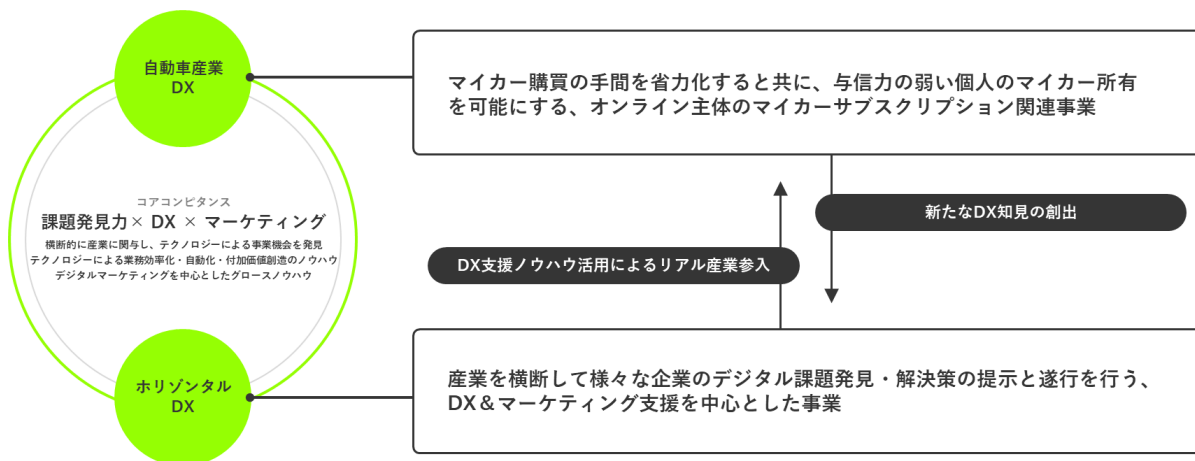 自動車産業
DX
マイカー購買の手間を省力化すると共に、与信力の弱い個人のマイカー所有
を可能にする、オンライン主体のマイカーサブスクリプション関連事業
コアコンピタンス
課題発見力× DX × マーケティング
横断的に産業に関与し、テクノロジーによる事業機会を発見
テクノロジーによる業務効率化・自動化・付加価値創造のノウハウ
デジタルマーケティングを中心としたグロースノウハウ
新たなDX知見の創出
DX支援ノウハウ活用によるリアル産業参入
ホリゾンタル
DX
産業を横断して様々な企業のデジタル課題発見・解決策の提示と遂行を行う、
DX＆マーケティング支援を中心とした事業